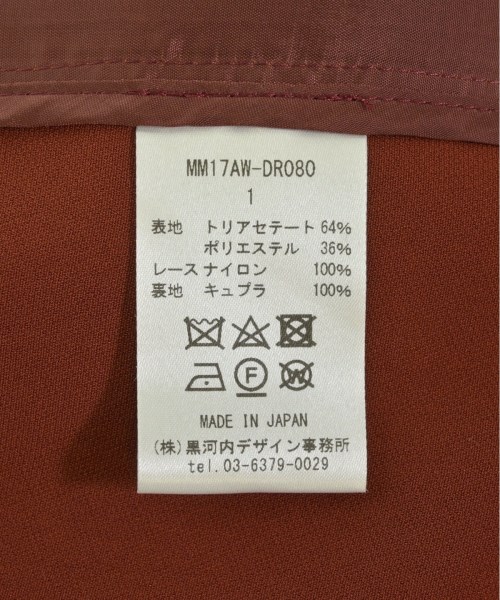 MM17AW-DR080
1
表地 トリアセテート 64%
ポリエステル 36%
レース ナイロン 100%
裏地 キュプラ 100%
F W
MADE IN JAPAN
(株)黒河内デザイン事務所
tel. 03-6379-0029